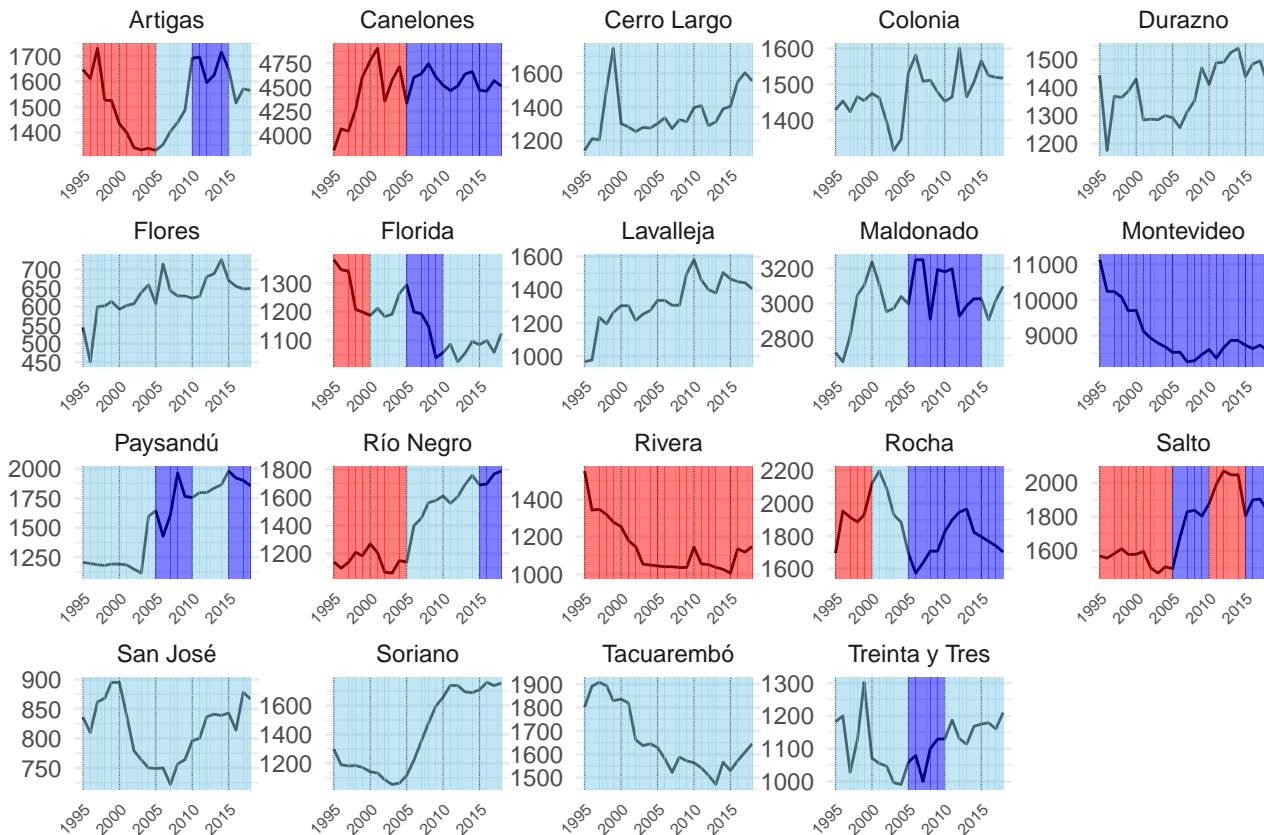 Artigas Canelones Cerro Largo Colonia Durazno
1700 1600 1500 1400
4750 4500 4250 4000
1600 1400 1200
1600 1500 1400
1500 1400 1300 1200
1995 2000 2005 2010 2015 1995 2000 2005 2010 2015 1995 2000 2005 2010 2015 1995 2000 2005 2010 2015 1995 2000 2005 2010 2015
Flores Florida Lavalleja Maldonado Montevideo
700 650 600 550 500 450
1300 1200 1100
1600 1400 1200 1000
3200 3000 2800
11000 10000 9000
1995 2000 2005 2010 2015 1995 2000 2005 2010 2015 1995 2000 2005 2010 2015 1995 2000 2005 2010 2015 1995 2000 2005 2010 2015
Paysandú Río Negro Rivera Rocha Salto
2000 1750 1500 1250
1800 1600 1400 1200
1400 1200 1000
2200 2000 1800 1600
2000 1800 1600
1995 2000 2005 2010 2015 1995 2000 2005 2010 2015 1995 2000 2005 2010 2015 1995 2000 2005 2010 2015 1995 2000 2005 2010 2015
San José Soriano Tacuarembó Treinta y Tres
900 850 800 750
1600 1400 1200
1900 1800 1700 1600 1500
1300 1200 1100 1000
1995 2000 2005 2010 2015 1995 2000 2005 2010 2015 1995 2000 2005 2010 2015 1995 2000 2005 2010 2015